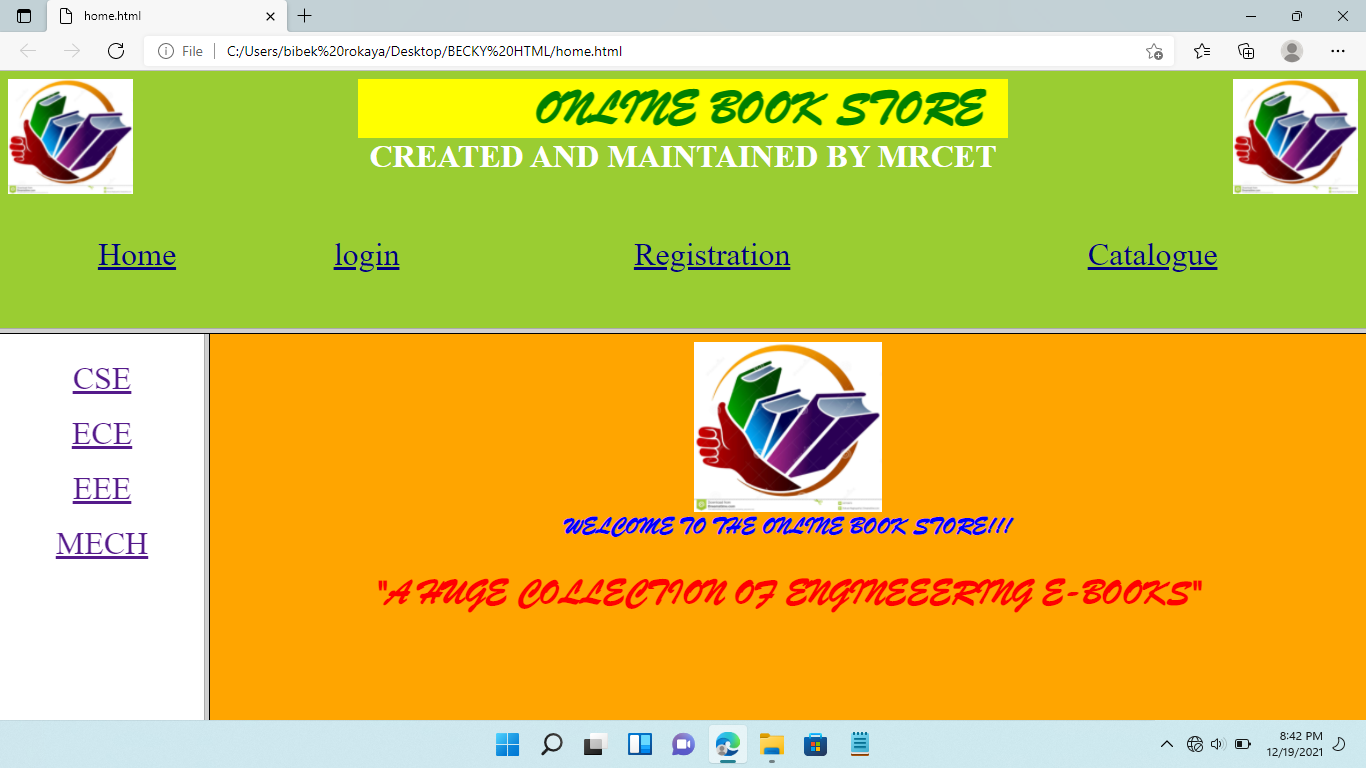 home.html
File
C:/Users/bibek%20rokaya/Desktop/BECKY%20HTML/home.html
ONLINE BOOK STORE
CREATED AND MAINTAINED BY MRCET
Home login Registration Catalogue
CSE
ECE
EEE
MECH
WELCOME TO THE ONLINE BOOK STORE!!!
"A HUGE COLLECTION OF ENGINEEERING E-BOOKS"
8:42 PM
12/19/2021